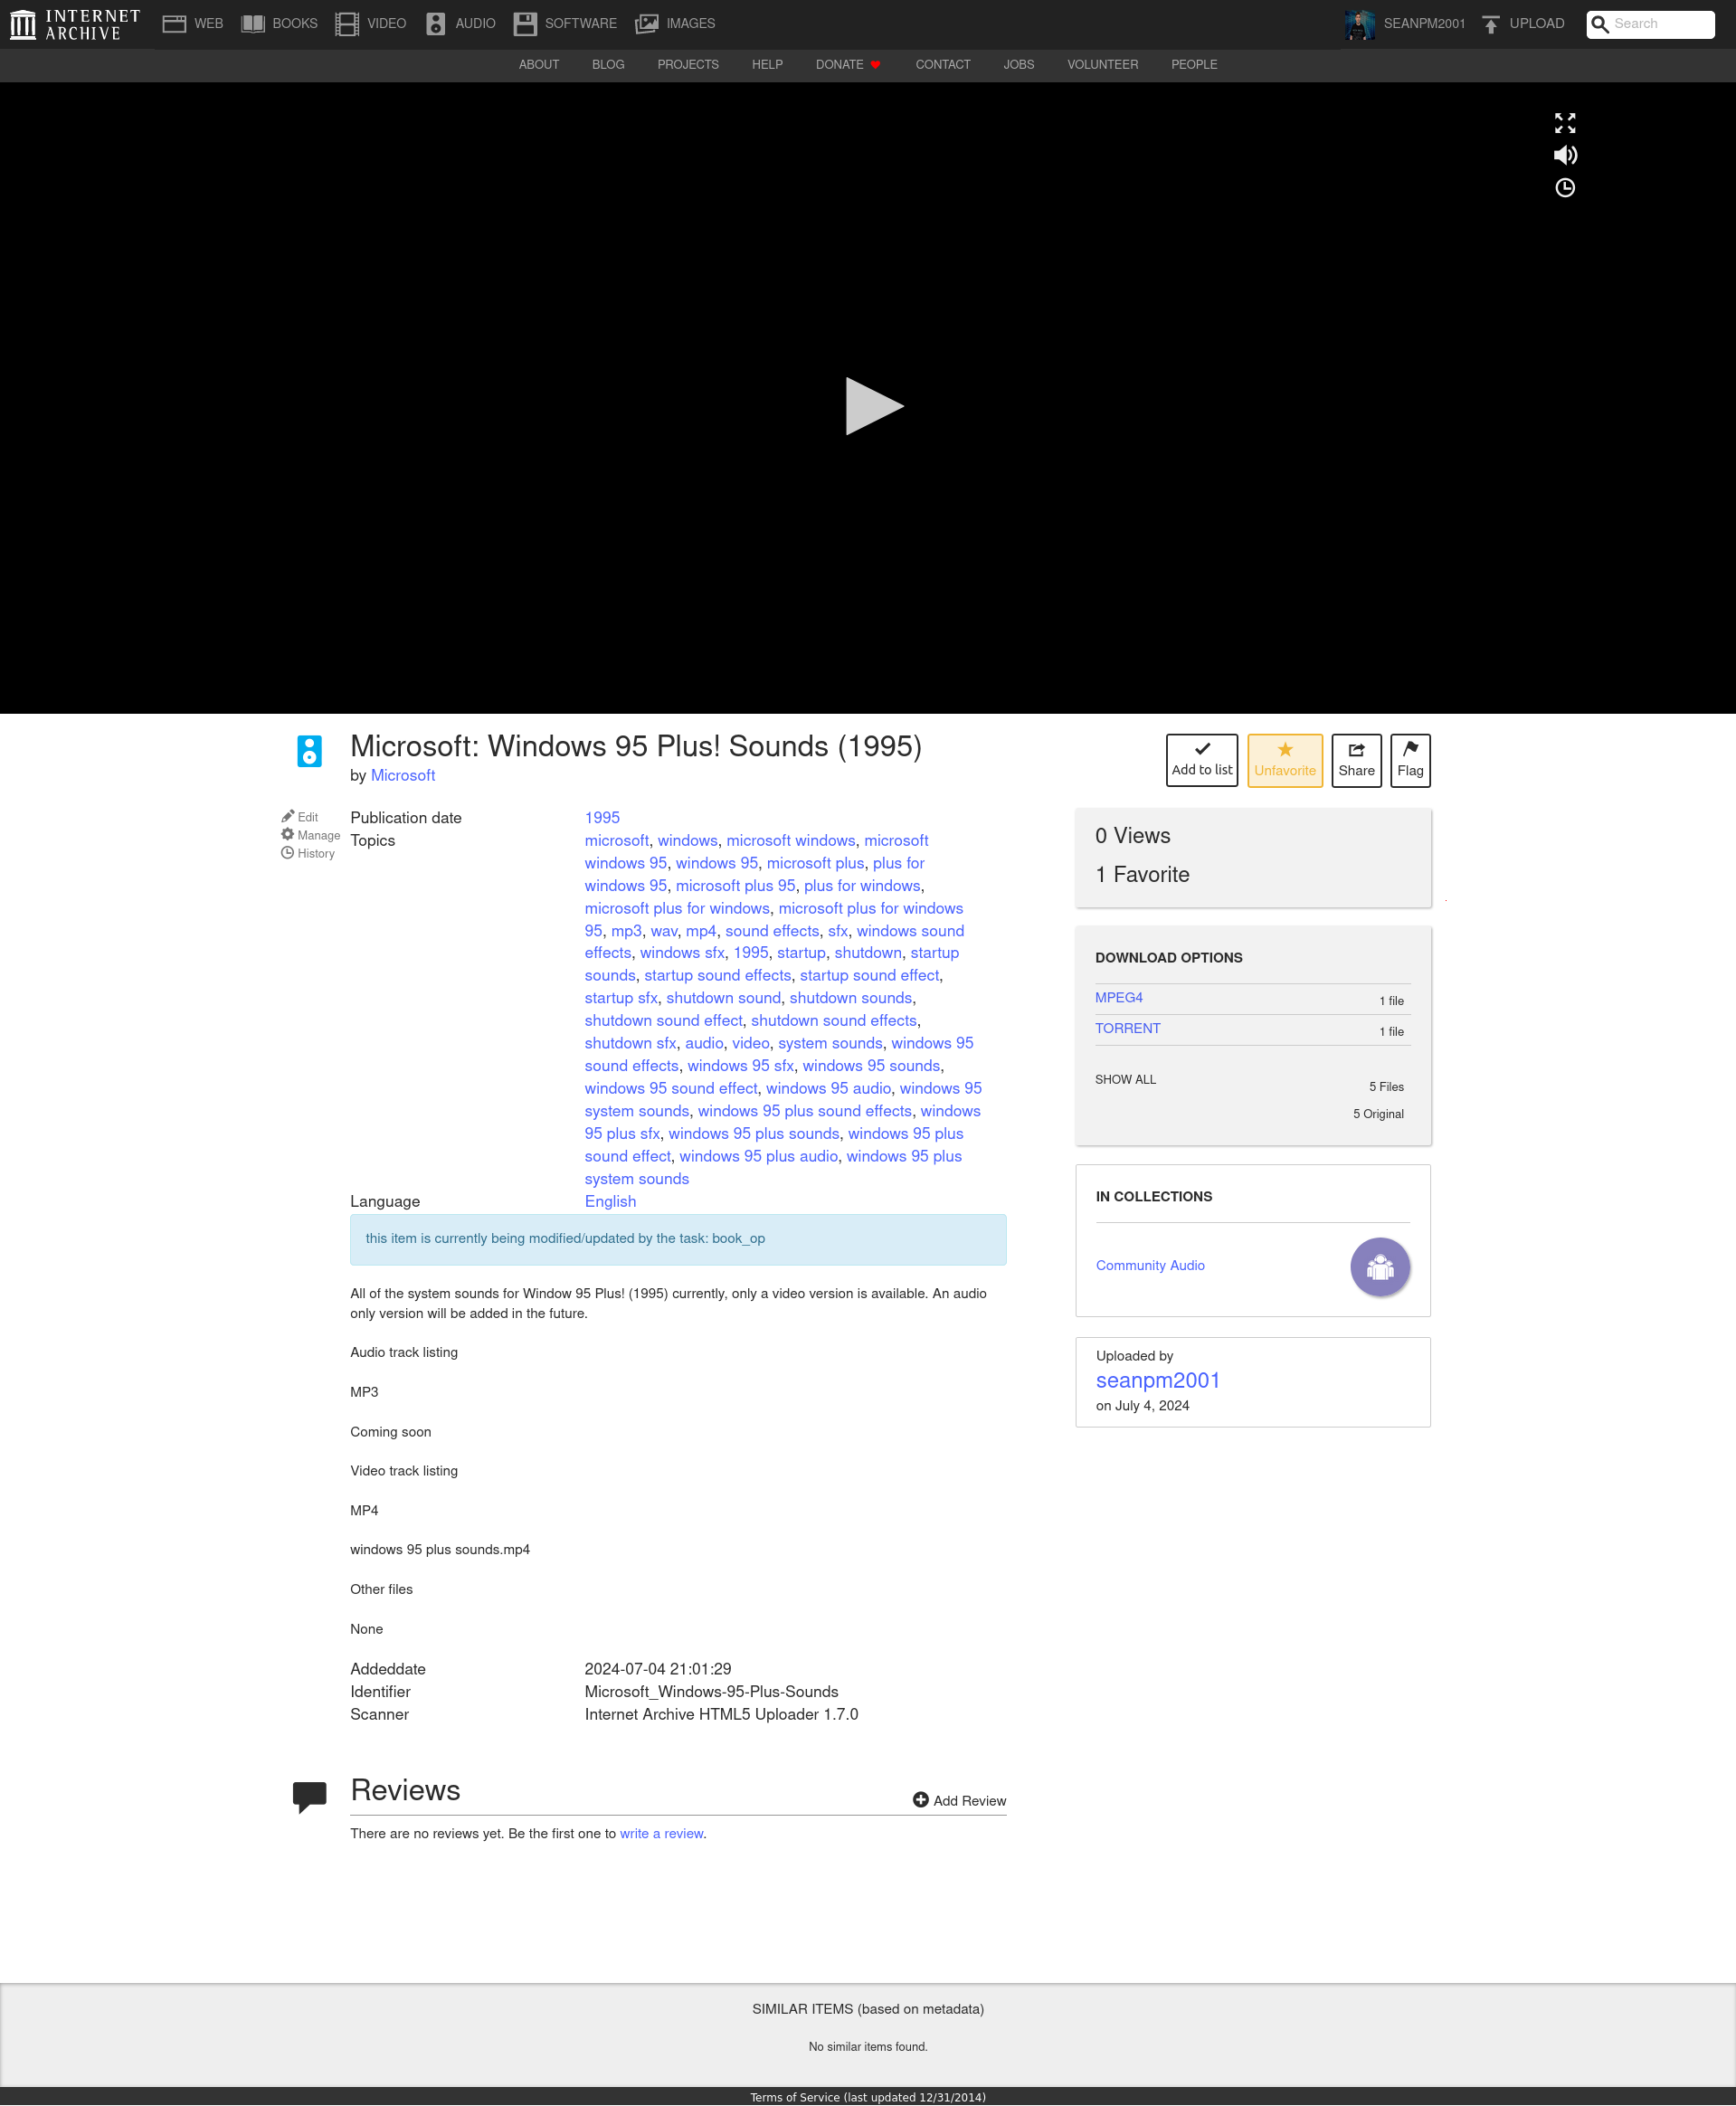 INTERNET
ARCHIVE
WEB
BOOKS
VIDEO
AUDIO
SOFTWARE
IMAGES
SEANPM2001
UPLOAD
Search
ABOUT
BLOG
PROJECTS
HELP
DONATE
CONTACT
JOBS
VOLUNTEER
PEOPLE
Microsoft: Windows 95 Plus! Sounds (1995)
by Microsoft
Add to list
Unfavorite
Share
Flag
Edit
Manage
History
Publication date 1995
Topics microsoft, windows, microsoft windows, microsoft
windows 95, windows 95, microsoft plus, plus for
windows 95, microsoft plus 95, plus for windows,
microsoft plus for windows, microsoft plus for windows
95, mp3, wav, mp4, sound effects, sfx, windows sound
effects, windows sfx, 1995, startup, shutdown, startup
sounds, startup sound effects, startup sound effect,
startup sfx, shutdown sound, shutdown sounds,
shutdown sound effect, shutdown sound effects,
shutdown sfx, audio, video, system sounds, windows 95
sound effects, windows 95 sfx, windows 95 sounds,
windows 95 sound effect, windows 95 audio, windows 95
system sounds, windows 95 plus sound effects, windows
95 plus sfx, windows 95 plus sounds, windows 95 plus
sound effect, windows 95 plus audio, windows 95 plus
system sounds
Language English
this item is currently being modified/updated by the task: book_op
All of the system sounds for Window 95 Plus! (1995) currently, only a video version is available. An audio
only version will be added in the future.
Audio track listing
MP3
Coming soon
Video track listing
MP4
windows 95 plus sounds.mp4
Other files
None
Addeddate 2024-07-04 21:01:29
Identifier Microsoft_Windows-95-Plus-Sounds
Scanner Internet Archive HTML5 Uploader 1.7.0
0 Views
1 Favorite
DOWNLOAD OPTIONS
MPEG4 1 file
TORRENT 1 file
SHOW ALL
5 Files
5 Original
IN COLLECTIONS
Community Audio
Uploaded by
seanpm2001
on July 4, 2024
Reviews
Add Review
There are no reviews yet. Be the first one to write a review.
SIMILAR ITEMS (based on metadata)
No similar items found.
Terms of Service (last updated 12/31/2014)